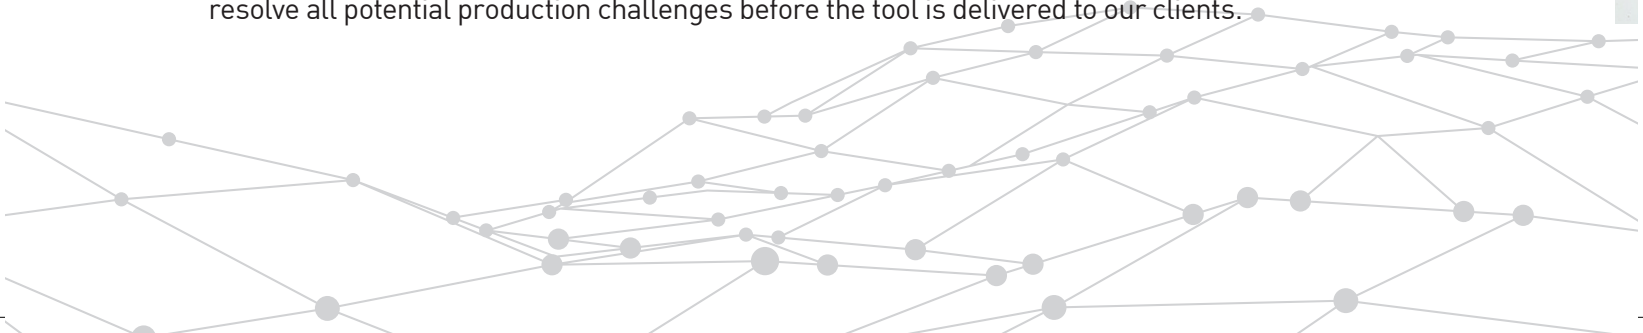 resolve all potential production challenges before the tool is delivered to our clients.